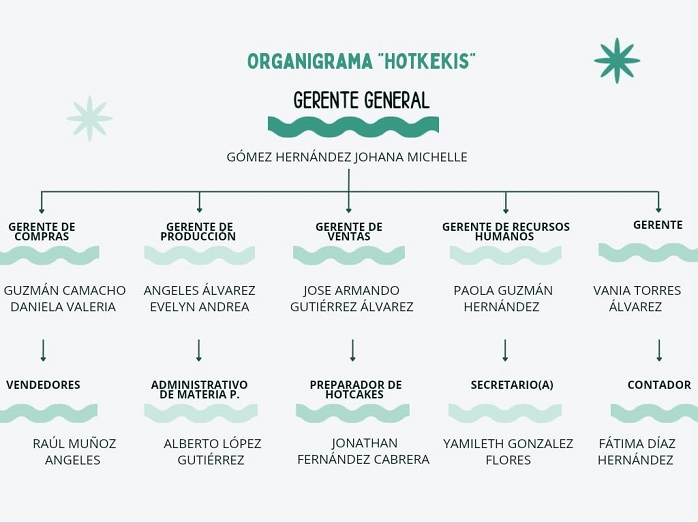 ORGANIGRAMA "HOTKEKIS"
GERENTE GENERAL
GÓMEZ HERNÁNDEZ JOHANA MICHELLE
GERENTE DE
COMPRAS
GUZMÁN CAMACHO
DANIELA VALERIA
GERENTE DE
PRODUCCIÓN
ANGELES ÁLVAREZ
EVELYN ANDREA
GERENTE DE
VENTAS
JOSE ARMANDO
GUTIÉRREZ ÁLVAREZ
GERENTE DE RECURSOS
HUMANOS
PAOLA GUZMÁN
HERNÁNDEZ
GERENTE
VANIA TORRES
ÁLVAREZ
VENDEDORES
RAÚL MUÑOZ
ANGELES
ADMINISTRATIVO
DE MATERIA P.
ALBERTO LÓPEZ
GUTIÉRREZ
PREPARADOR DE
HOTCAKES
JONATHAN
FERNÁNDEZ CABRERA
SECRETARIO(A)
YAMILETH GONZALEZ
FLORES
CONTADOR
FÁTIMA DÍAZ
HERNÁNDEZ